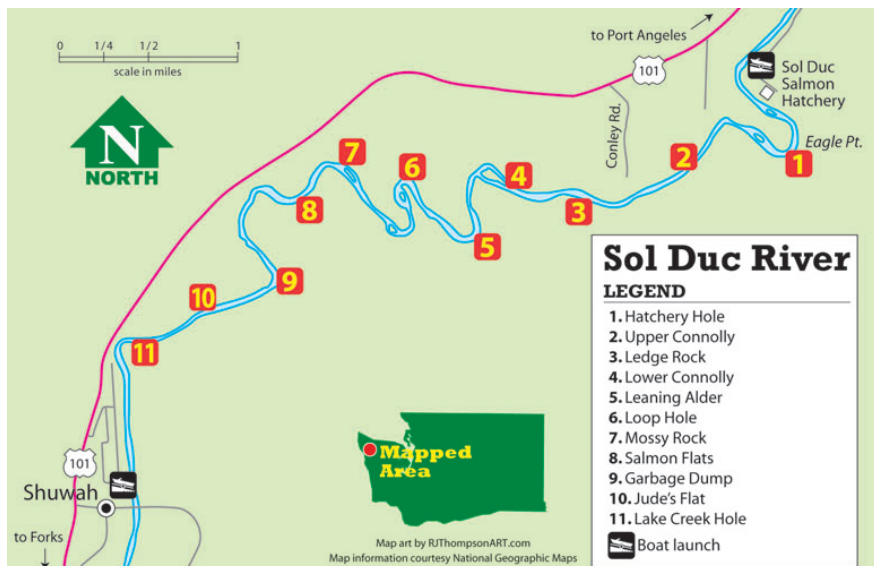 to Port Angeles
0 1/4 1/2 1
scale in miles
101
Sol Duc
Salmon
Hatchery
N
NORTH
Conley Rd.
Eagle Pt.
1
2
3
4
5
6
7
8
9
10
11
Sol Duc River
LEGEND
1. Hatchery Hole
2. Upper Connolly
3. Ledge Rock
4. Lower Connolly
5. Leaning Alder
6. Loop Hole
7. Mossy Rock
8. Salmon Flats
9. Garbage Dump
10. Jude's Flat
11. Lake Creek Hole
Boat launch
Mapped
Area
101
Shuwah
to Forks
Map art by RJThompsonART.com
Map information courtesy National Geographic Maps